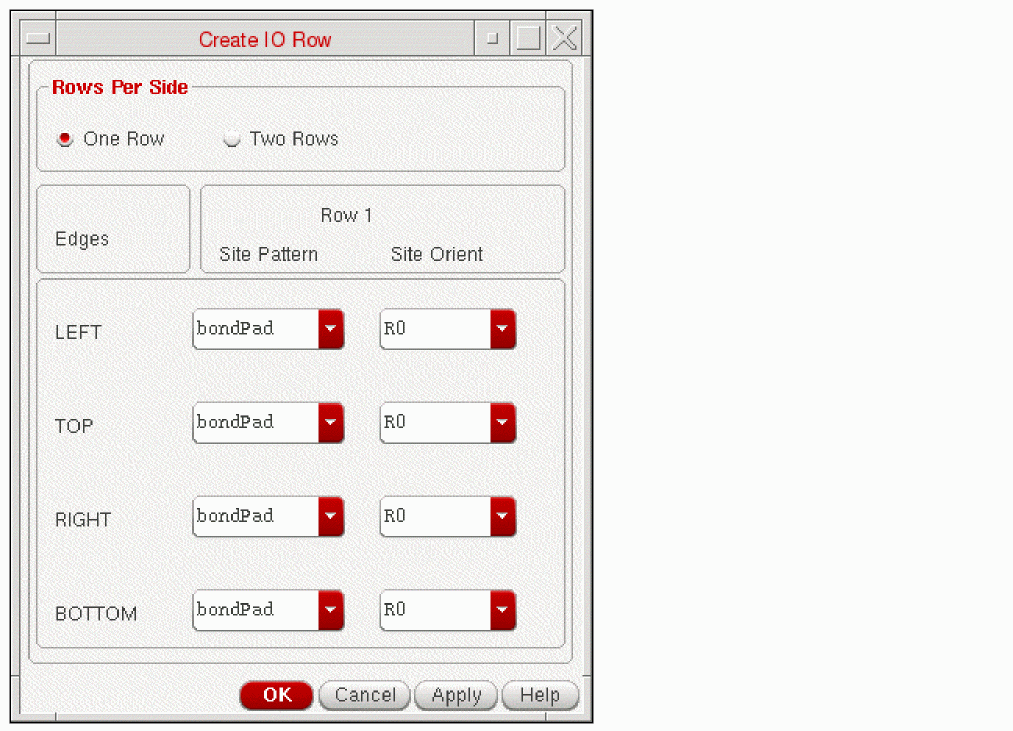 Create IO Row
Rows Per Side
One Row Two Rows
Row 1
Edges
Site Pattern Site Orient
LEFT bondPad R0
TOP bondPad R0
RIGHT bondPad R0
BOTTOM bondPad R0
OK Cancel Apply Help